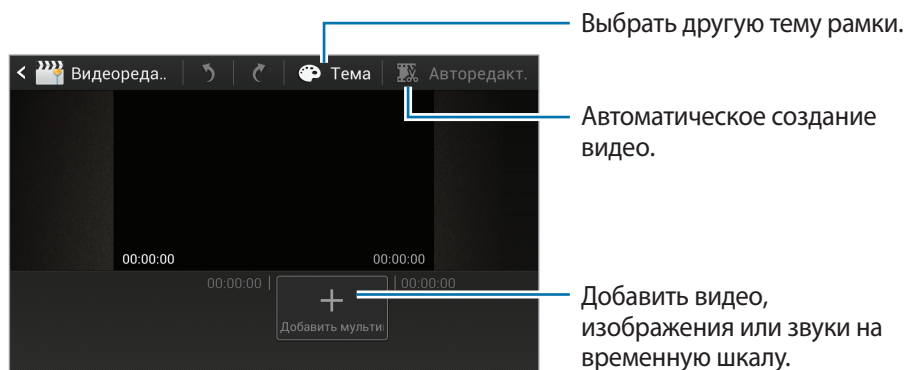 Выбрать другую тему рамки.
Видеореда..
Тема
Авторедакт.
Автоматическое создание
видео.
00:00:00
00:00:00
00:00:00
00:00:00
Добавить мульти
Добавить видео,
изображения или звуки на
временную шкалу.